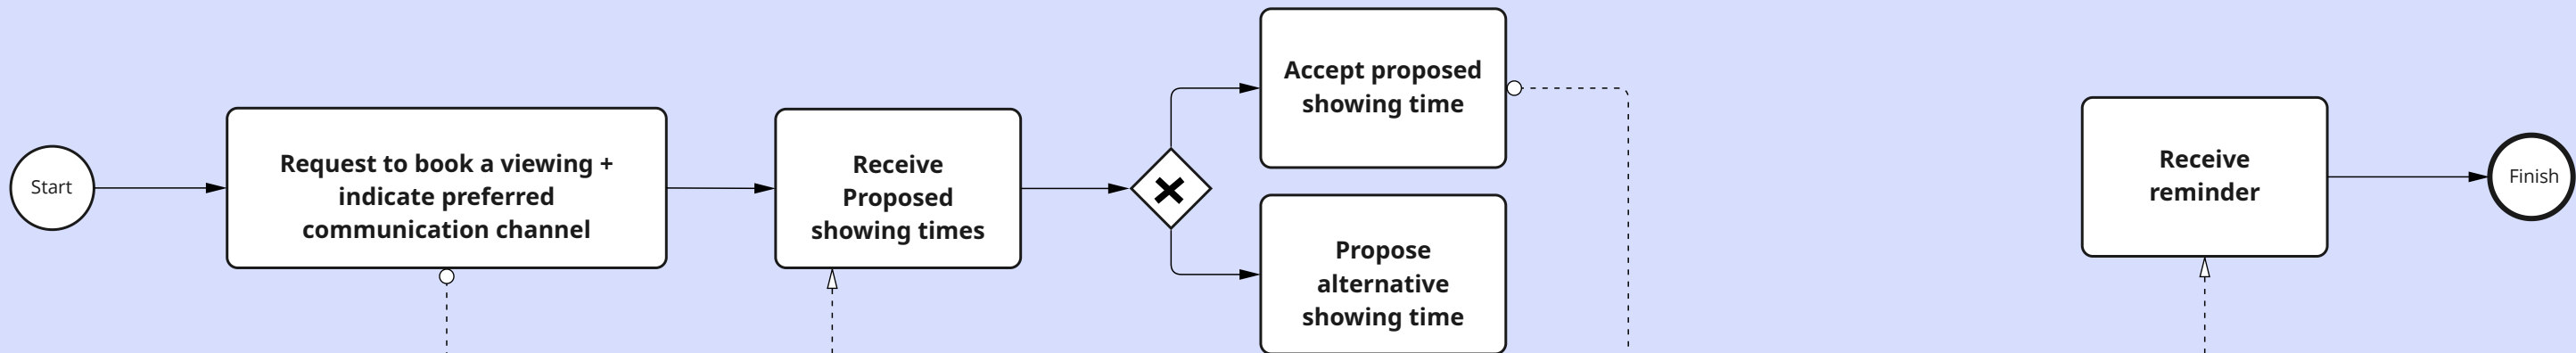 Start
Request to book a viewing +
indicate preferred
communication channel
Receive
Proposed
showing times
Accept proposed
showing time
Propose
alternative
showing time
Receive
reminder
Finish